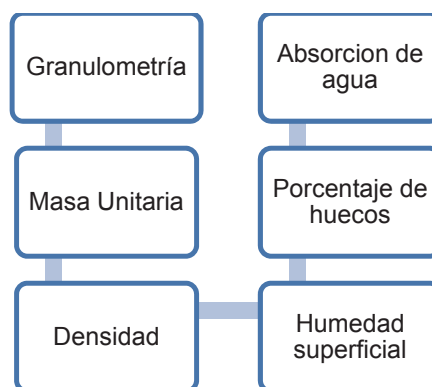 Granulometría
Masa Unitaria
Densidad
Humedad
superficial
Porcentaje de
huecos
Absorcion de
agua